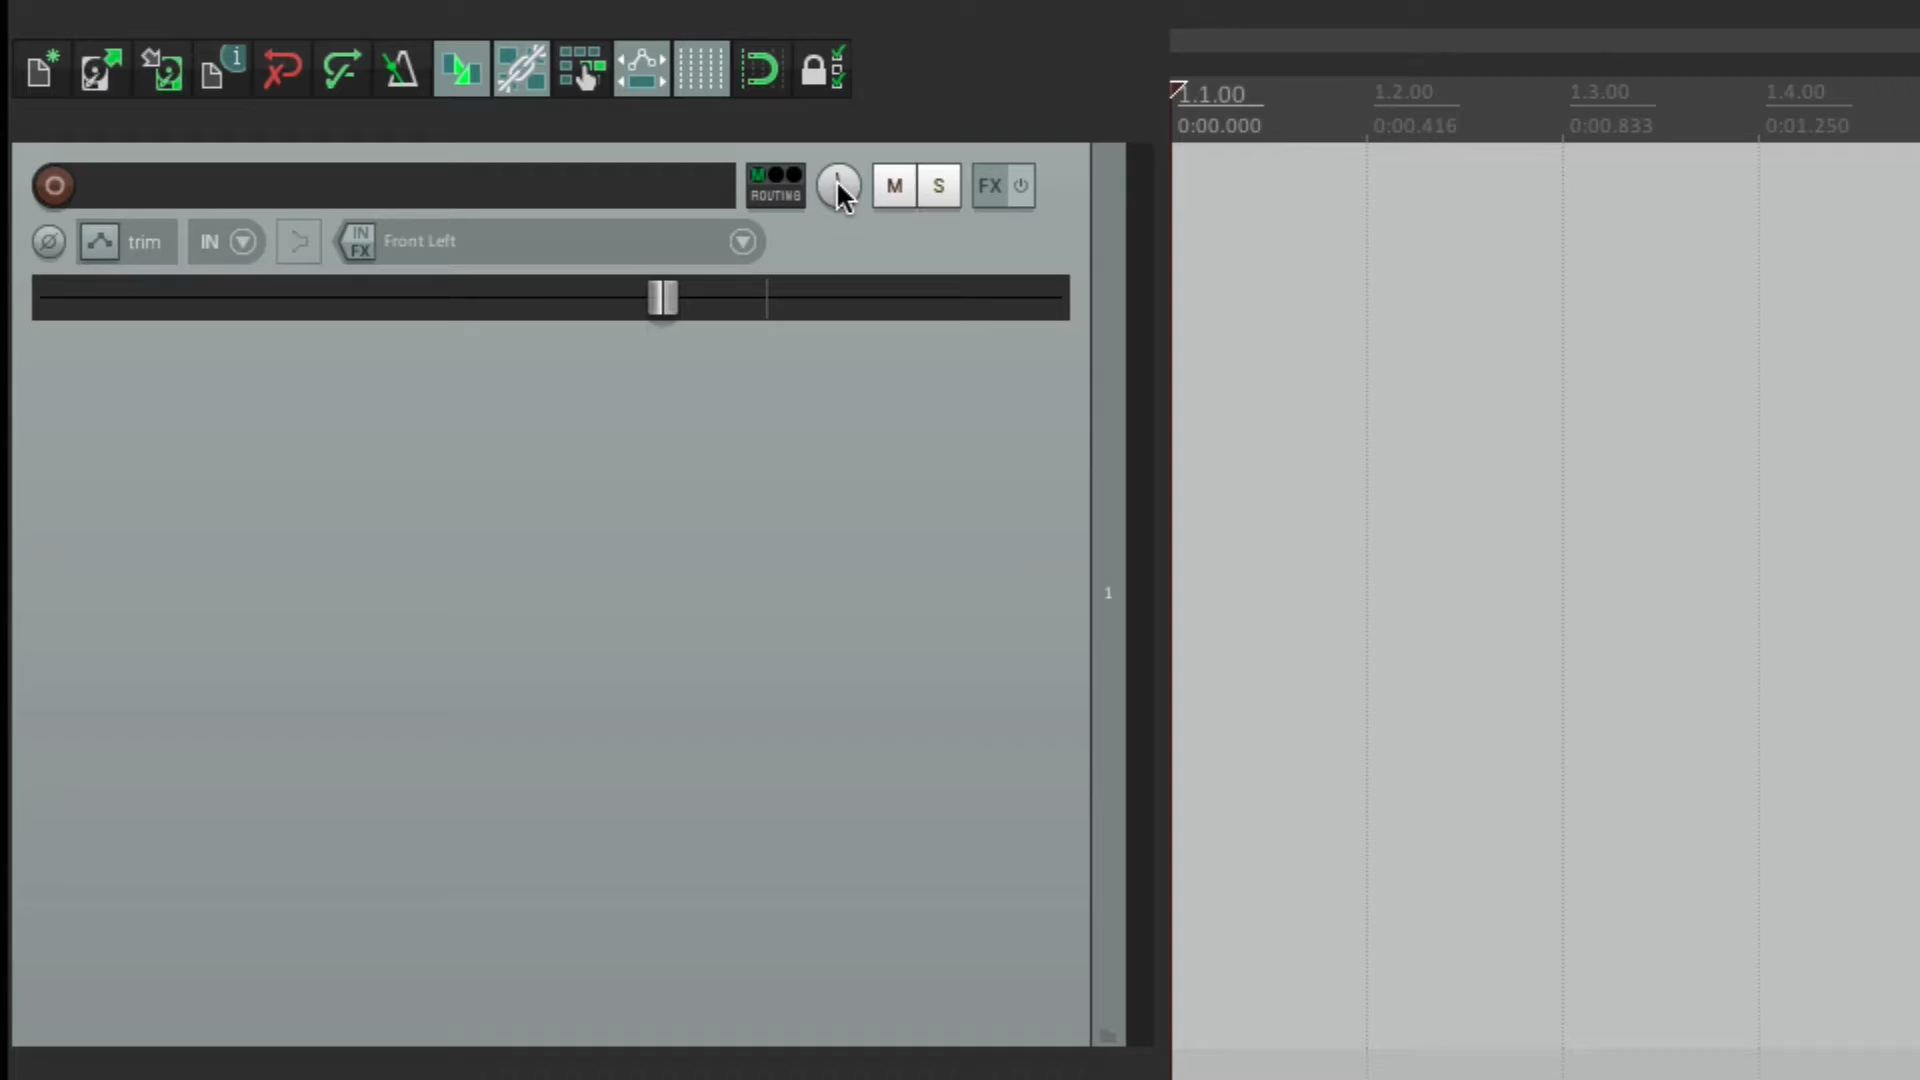 1.1.00 1.2.00 1.3.00 1.4.00
0:00.000 0:00.416 0:00.833 0:01.250
M
ROUTING
M S FX
trim IN IN FX Front Left
1